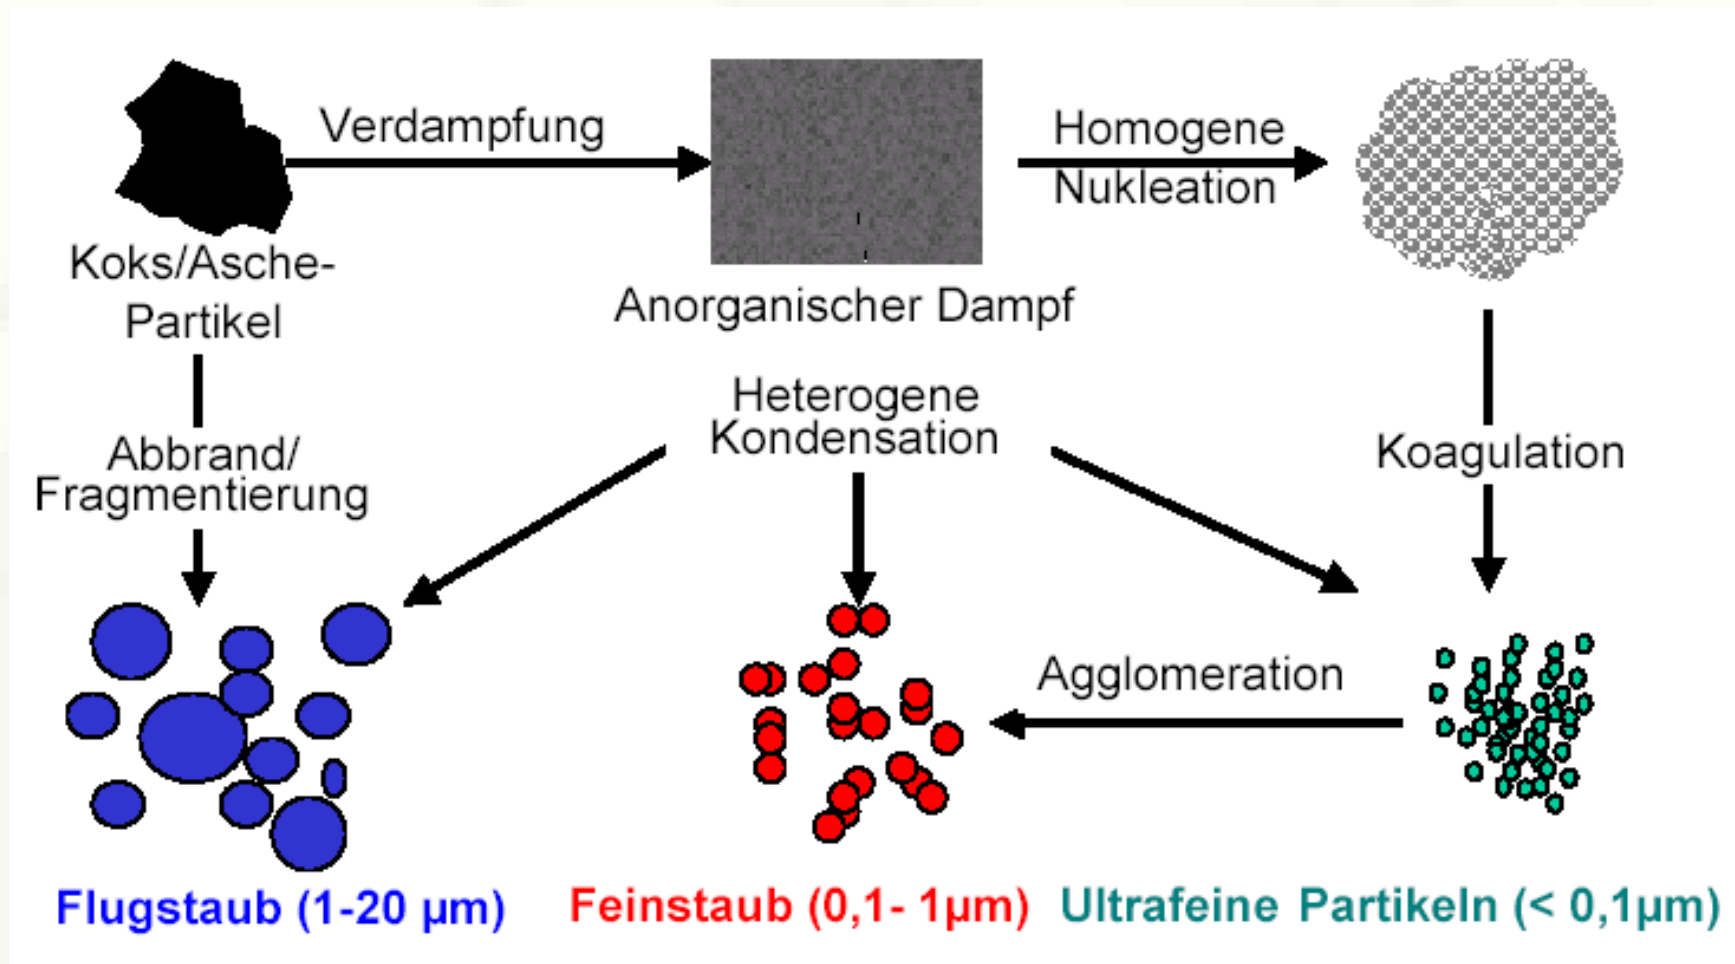 Verdampfung
Homogene
Nukleation
Koks/Asche-
Partikel
Anorganischer Dampf
Heterogene
Kondensation
Abbrand/
Fragmentierung
Koagulation
Agglomeration
Flugstaub (1-20 µm)
Feinstaub (0,1- 1µm)
Ultrafeine Partikeln (< 0,1µm)